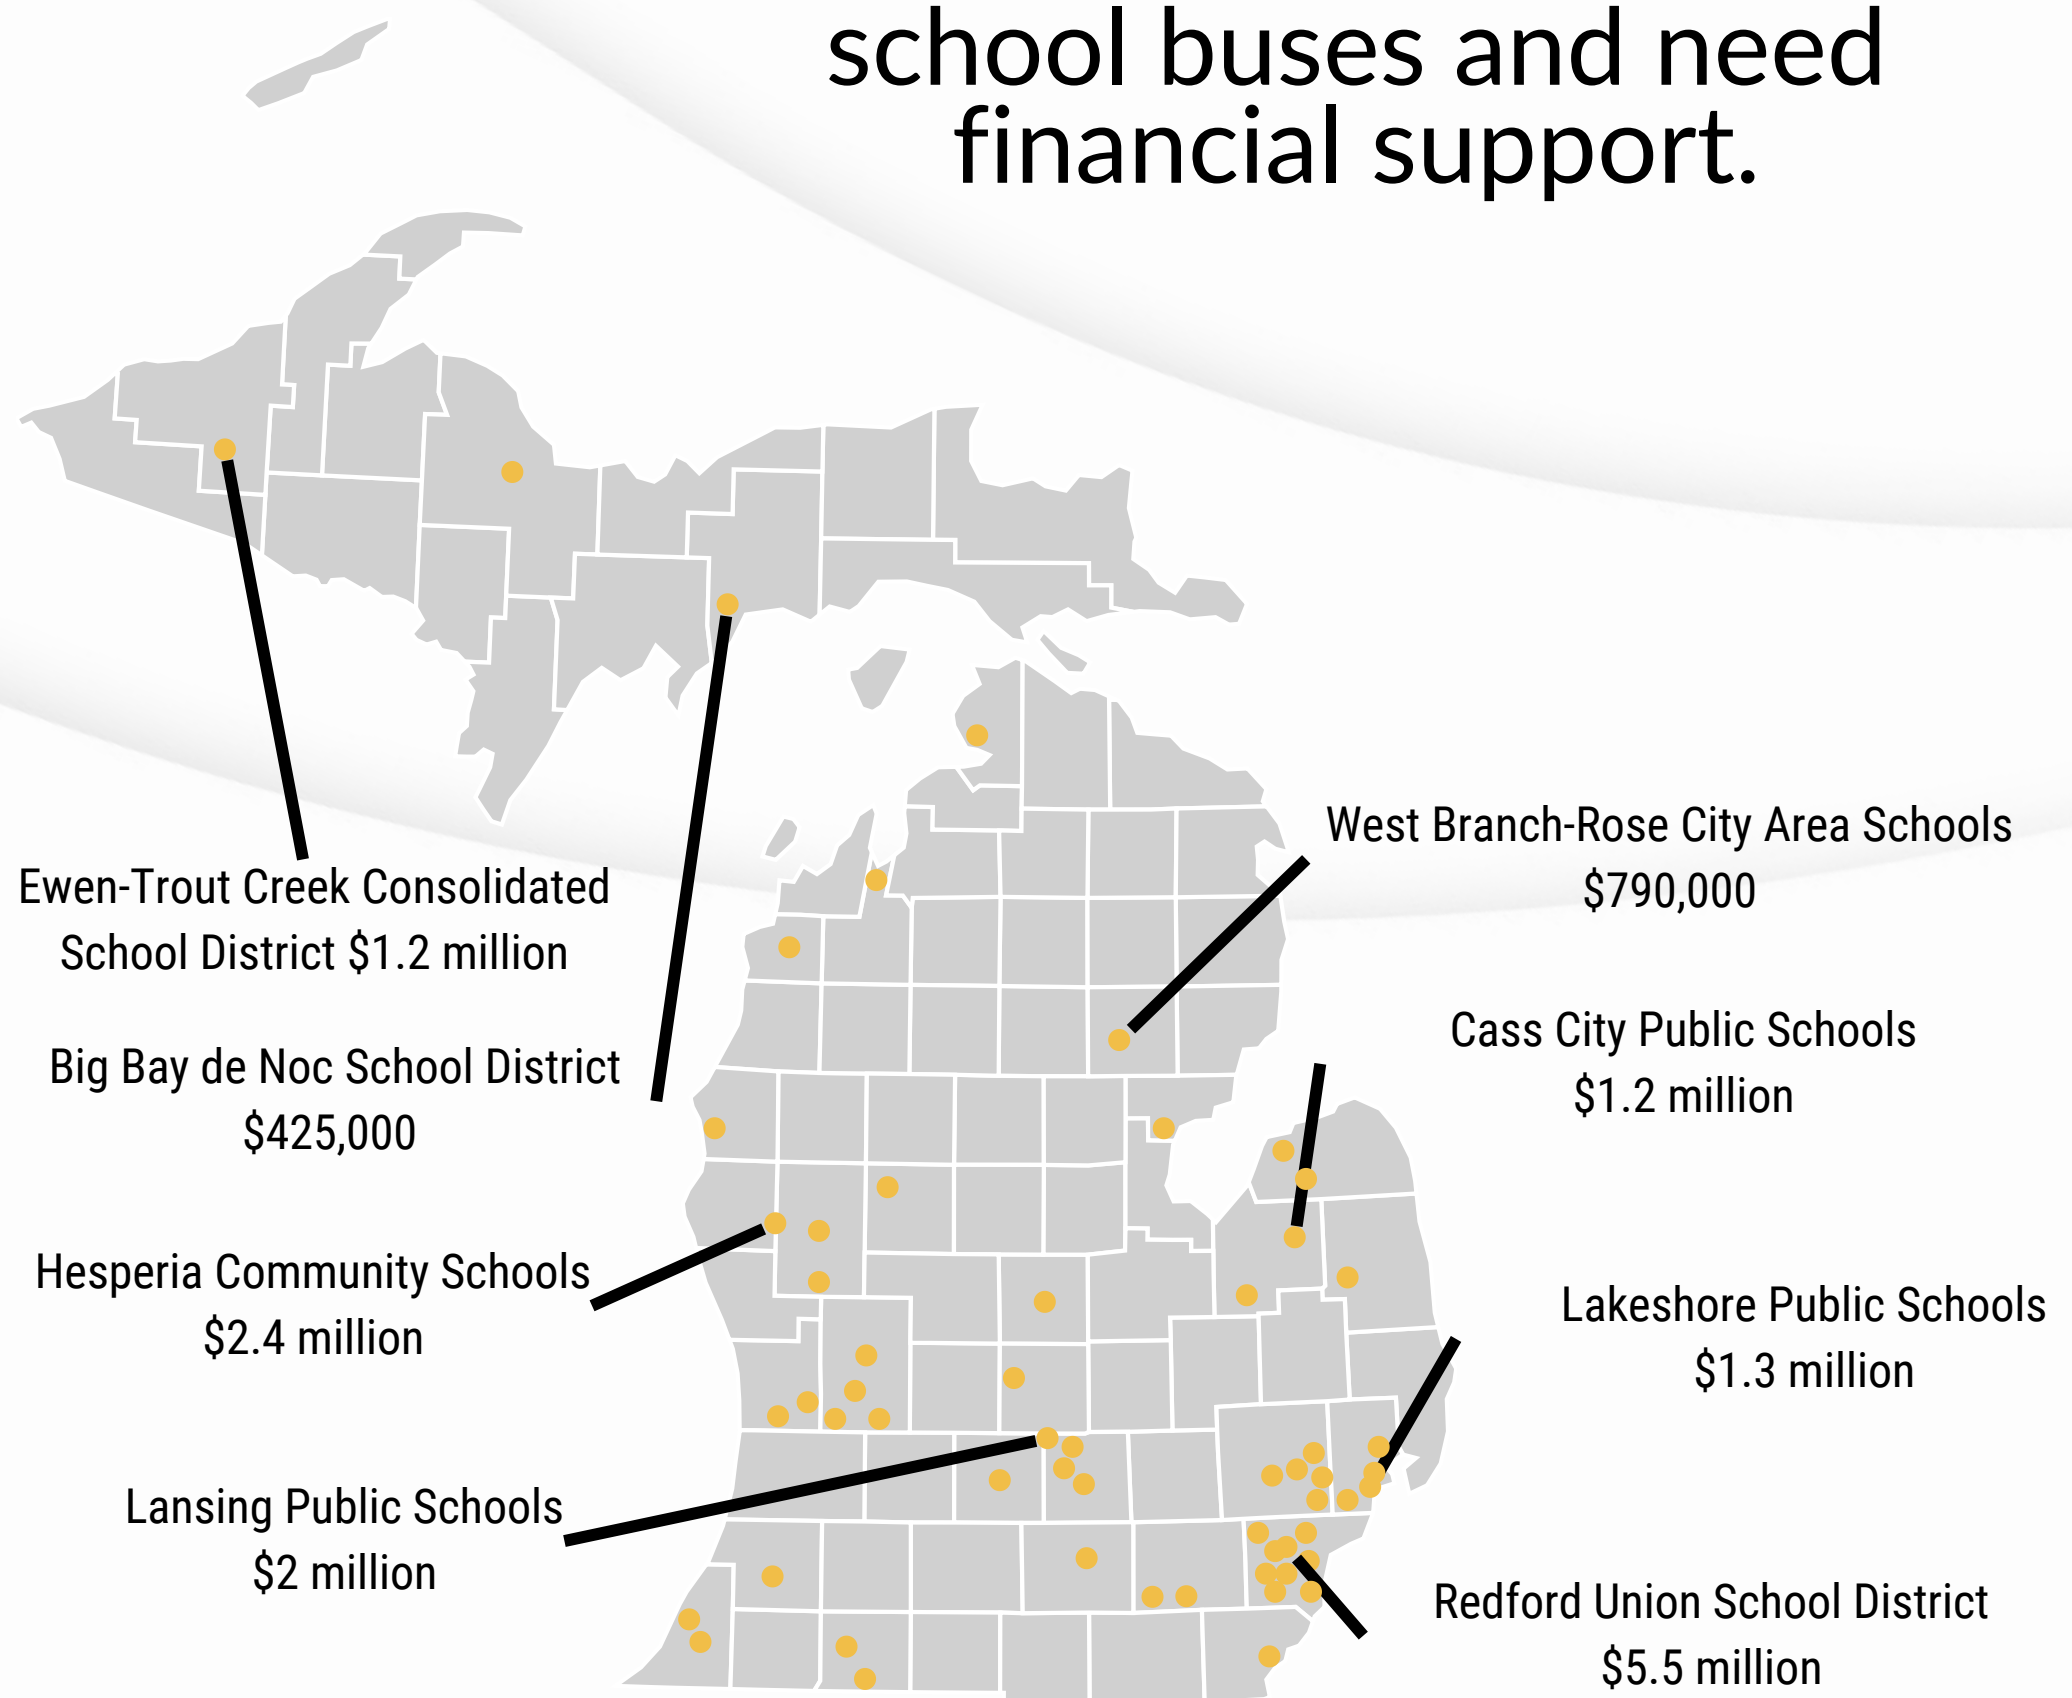 school buses and need
financial support.
Ewen-Trout Creek Consolidated
School District $1.2 million
Big Bay de Noc School District
$425,000
Hesperia Community Schools
$2.4 million
Lansing Public Schools
$2 million
West Branch-Rose City Area Schools
$790,000
Cass City Public Schools
$1.2 million
Lakeshore Public Schools
$1.3 million
Redford Union School District
$5.5 million